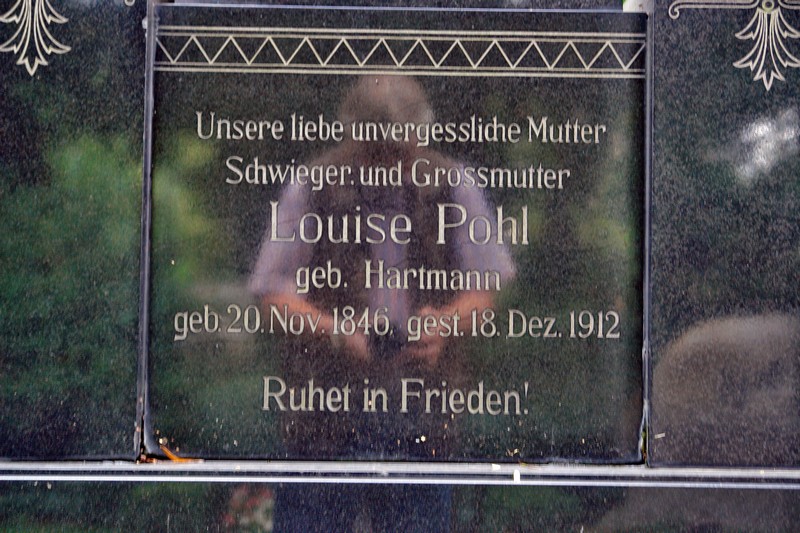 Unsere liebe unvergessliche Mutter
Schwieger. und Grossmutter
Louise Pohl
geb. Hartmann
geb. 20. Nov. 1846. gest. 18. Dez. 1912
Ruhet in Frieden!